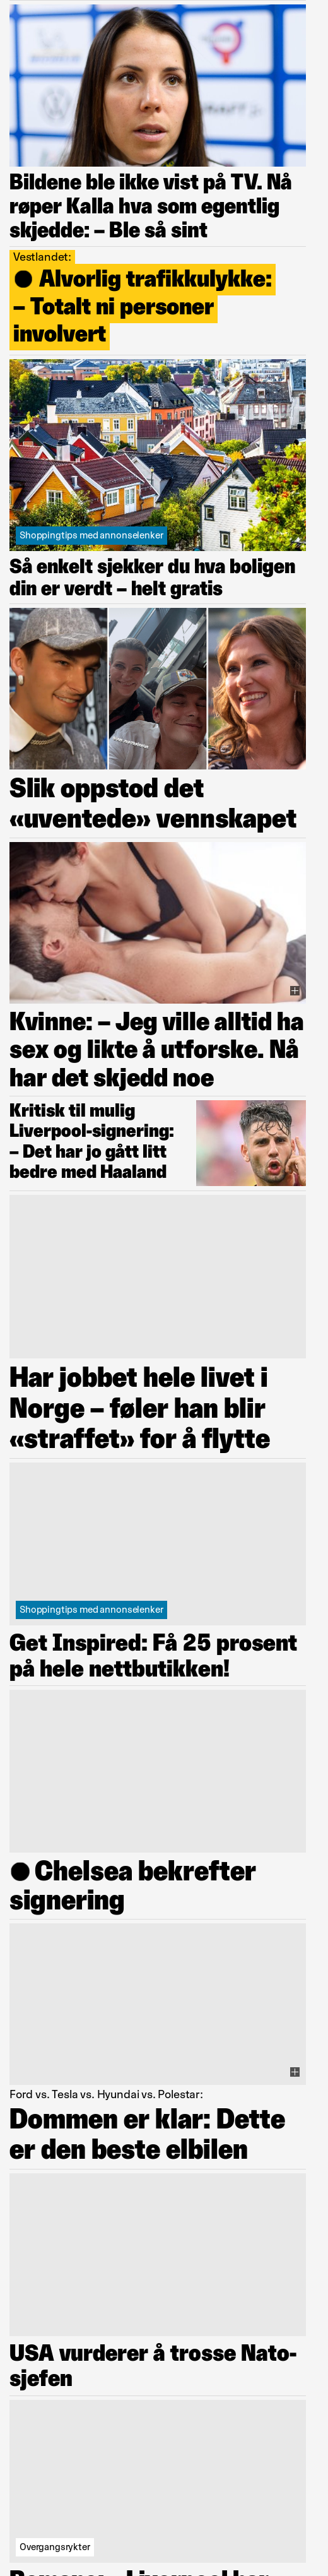 Bildene ble ikke vist på TV. Nå
røper Kalla hva som egentlig
skjedde: – Ble så sint
Vestlandet:
● Alvorlig trafikkulykke:
– Totalt ni personer
involvert
Shoppingtips med annonselenker
Så enkelt sjekker du hva boligen
din er verdt – helt gratis
Slik oppstod det
«uventede» vennskapet
Kvinne: – Jeg ville alltid ha
sex og likte å utforske. Nå
har det skjedd noe
Kritisk til mulig
Liverpool-signering:
– Det har jo gått litt
bedre med Haaland
Har jobbet hele livet i
Norge – føler han blir
«straffet» for å flytte
Shoppingtips med annonselenker
Get Inspired: Få 25 prosent
på hele nettbutikken!
● Chelsea bekrefter
signering
Ford vs. Tesla vs. Hyundai vs. Polestar:
Dommen er klar: Dette
er den beste elbilen
USA vurderer å trosse Nato-
sjefen
Overgangsrykter